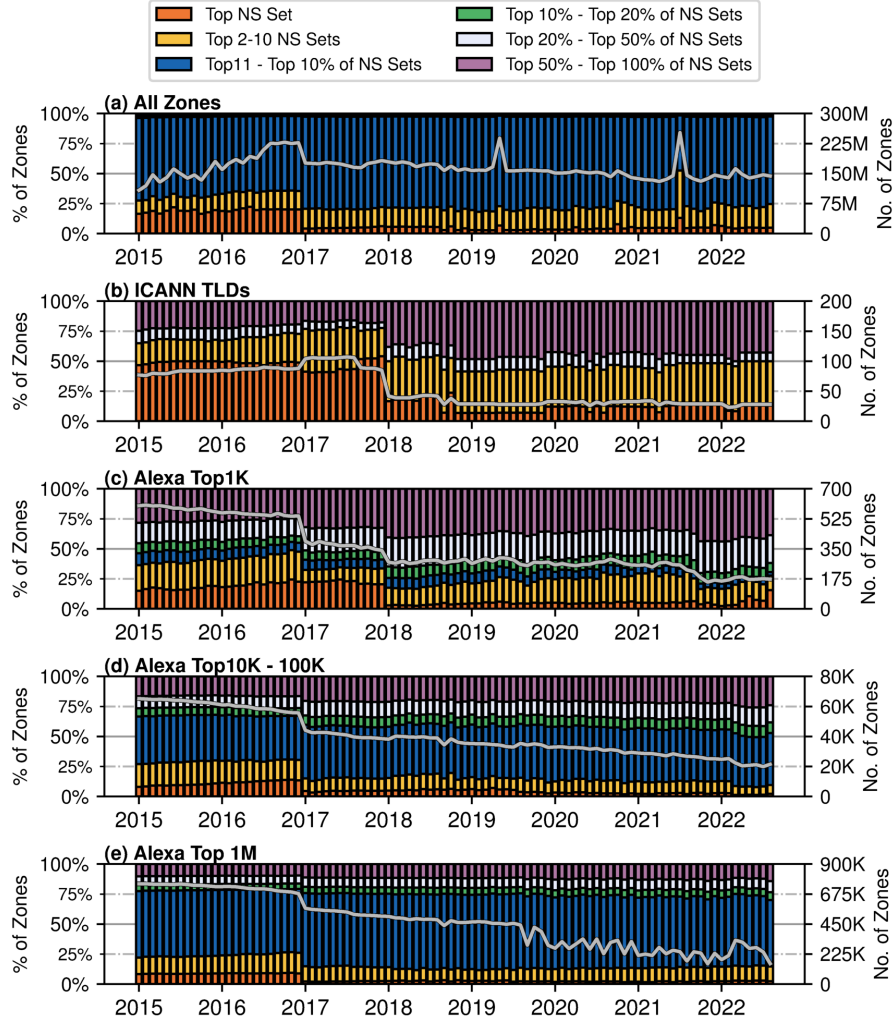 Top NS Set
Top 2-10 NS Sets
Top11 - Top 10% of NS Sets
Top 10% - Top 20% of NS Sets
Top 20% - Top 50% of NS Sets
Top 50% - Top 100% of NS Sets
(a) All Zones
% of Zones
100%
75%
50%
25%
0%
300M
225M
150M
75M
0
No. of Zones
2015 2016 2017 2018 2019 2020 2021 2022
(b) ICANN TLDs
% of Zones
100%
75%
50%
25%
0%
200
150
100
50
0
No. of Zones
2015 2016 2017 2018 2019 2020 2021 2022
(c) Alexa Top1K
% of Zones
100%
75%
50%
25%
0%
700
525
350
175
0
No. of Zones
2015 2016 2017 2018 2019 2020 2021 2022
(d) Alexa Top10K - 100K
% of Zones
100%
75%
50%
25%
0%
80K
60K
40K
20K
0
No. of Zones
2015 2016 2017 2018 2019 2020 2021 2022
(e) Alexa Top 1M
% of Zones
100%
75%
50%
25%
0%
900K
675K
450K
225K
0
No. of Zones
2015 2016 2017 2018 2019 2020 2021 2022